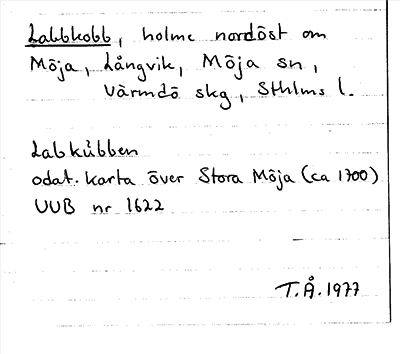 Labbkobb, holme nordöst om
Möja, Långvik, Möja sn,
Värmdö skg, Sthlms l.
Labkůbben
odat. karta över Stora Möja (ca 1700)
UUB nr 1622
T.Å. 1977